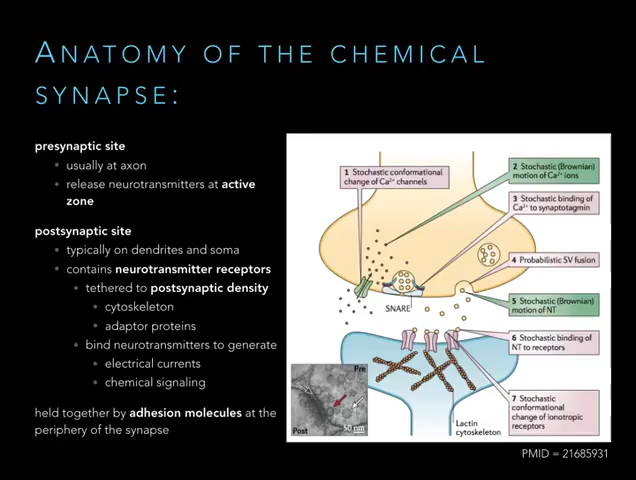 ANATOMY OF THE CHEMICAL
SYNAPSE:
presynaptic site
usually at axon
release neurotransmitters at active
zone
postsynaptic site
typically on dendrites and soma
contains neurotransmitter receptors
tethered to postsynaptic density
cytoskeleton
adaptor proteins
bind neurotransmitters to generate
electrical currents
chemical signaling
held together by adhesion molecules at the
periphery of the synapse
1 Stochastic conformational
change of Ca2+ channels
2 Stochastic (Brownian)
motion of Ca2+ ions
3 Stochastic binding of
Ca2+ to synaptotagmin
4 Probabilistic SV fusion
SNARE
5 Stochastic (Brownian)
motion of NT
6 Stochastic binding of
NT to receptors
7 Stochastic
conformational
change of ionotropic
receptors
Pre
Post
50 nm
Lactin
cytoskeleton
PMID = 21685931